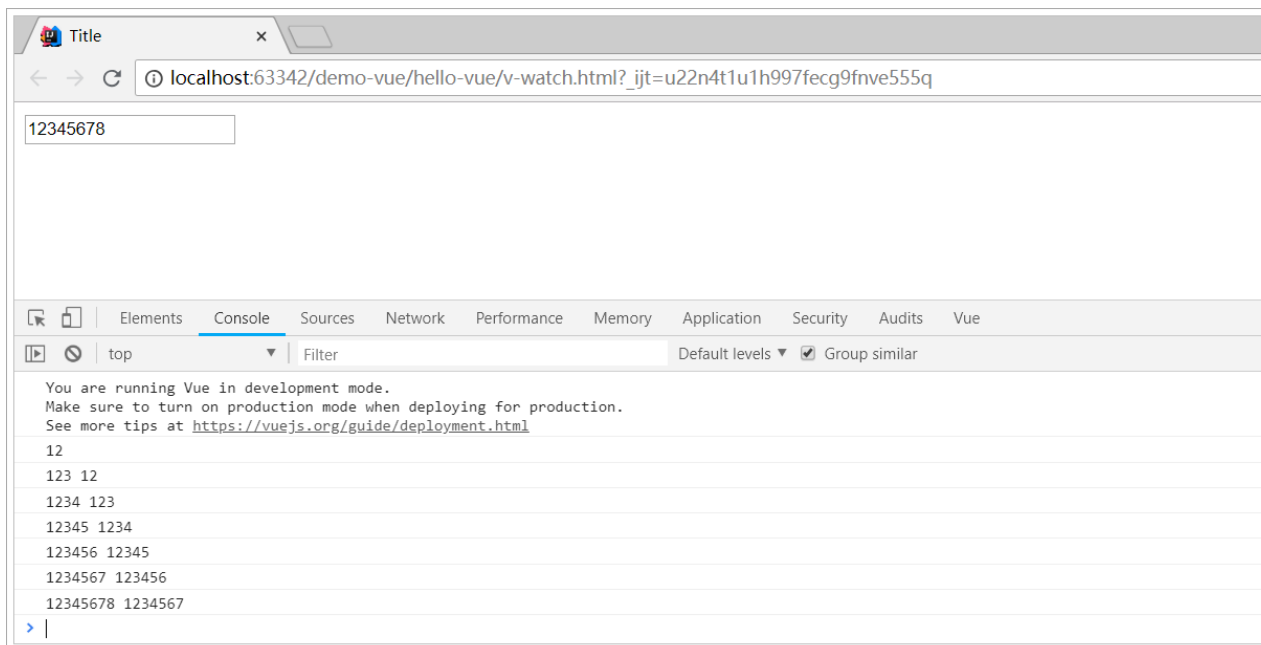 Title
localhost:63342/demo-vue/hello-vue/v-watch.html?_ijt=u22n4t1u1h997fecg9fnve555q
12345678
Elements Console Sources Network Performance Memory Application Security Audits Vue
top Filter Default levels Group similar
You are running Vue in development mode.
Make sure to turn on production mode when deploying for production.
See more tips at https://vuejs.org/guide/deployment.html
12
123 12
1234 123
12345 1234
123456 12345
1234567 123456
12345678 1234567